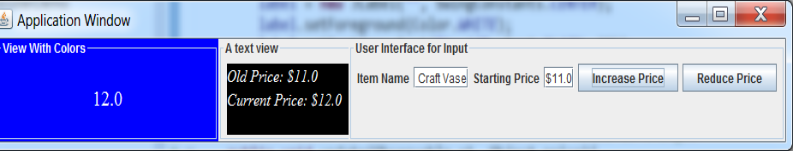 Application Window
View With Colors
12.0
A text view
Old Price: $11.0
Current Price: $12.0
User Interface for Input
Item Name Craft Vase Starting Price $11.0 Increase Price Reduce Price